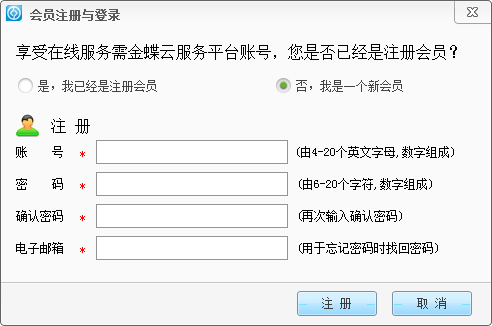 会员注册与登录
享受在线服务需金蝶云服务平台账号，您是否已经是注册会员？
是，我已经是注册会员 否，我是一个新会员
注 册
账 号 * (由4-20个英文字母,数字组成)
密 码 * (由6-20个字符,数字组成)
确认密码 * (再次输入确认密码)
电子邮箱 * (用于忘记密码时找回密码)
注 册 取 消